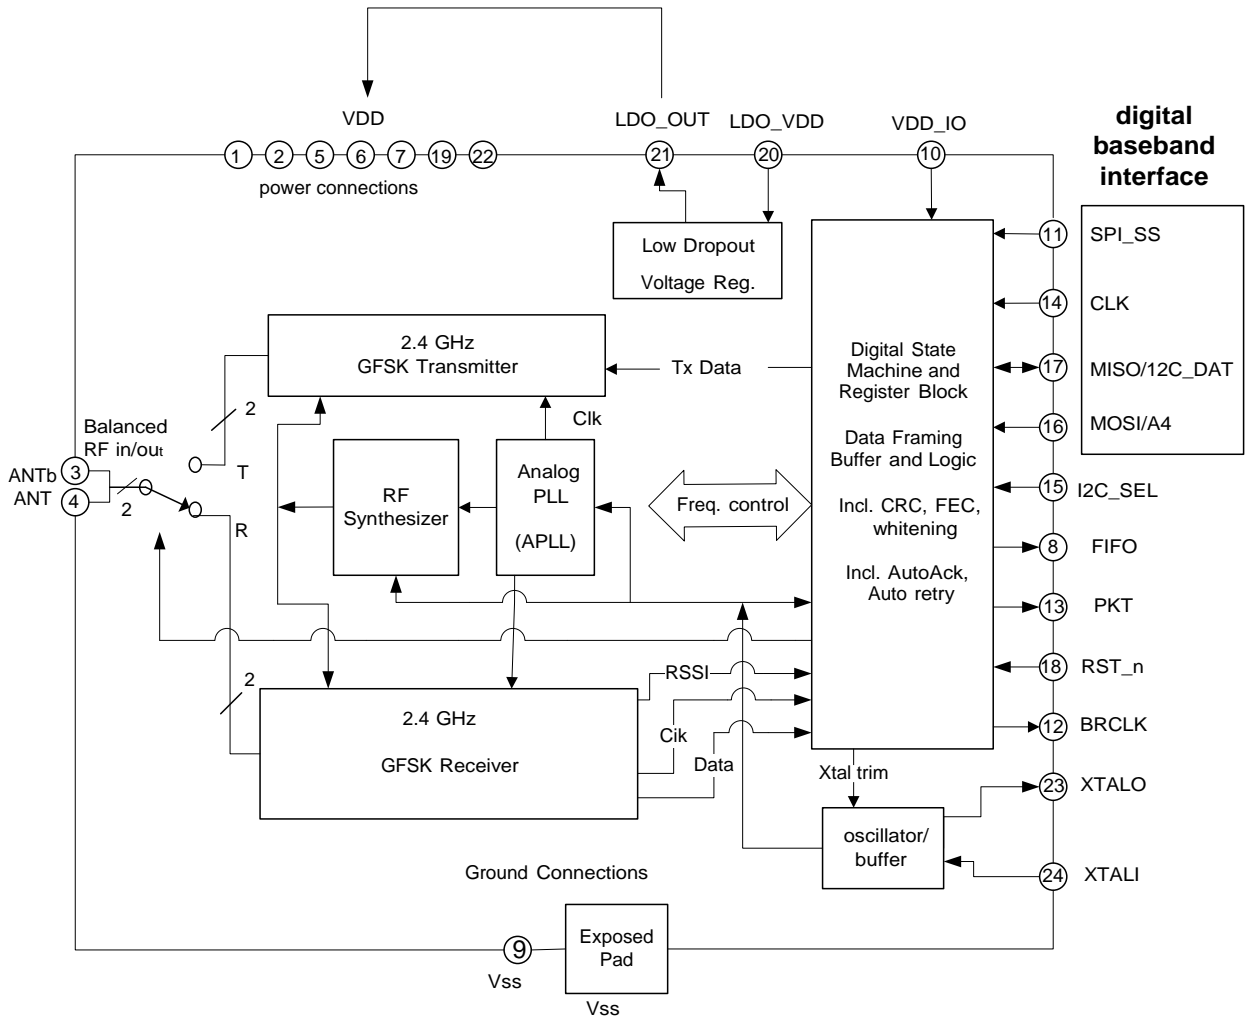 VDD
LDO_OUT
LDO_VDD
VDD_IO
digital
baseband
interface
1
2
5
6
7
19
22
21
20
10
power connections
Low Dropout
Voltage Reg.
11
SPI_SS
14
CLK
17
MISO/12C_DAT
16
MOSI/A4
15
I2C_SEL
8
FIFO
13
PKT
18
RST_n
12
BRCLK
23
XTALO
24
XTALI
2.4 GHz
GFSK Transmitter
Tx Data
Digital State
Machine and
Register Block
Data Framing
Buffer and Logic
Incl. CRC, FEC,
whitening
Incl. AutoAck,
Auto retry
2
Clk
Balanced
RF in/out
ANTb
3
ANT
4
2
T
R
RF
Synthesizer
Analog
PLL
(APLL)
Freq. control
2
RSSI
2.4 GHz
GFSK Receiver
Cik
Data
Xtal trim
oscillator/
buffer
Ground Connections
9
Vss
Exposed
Pad
Vss